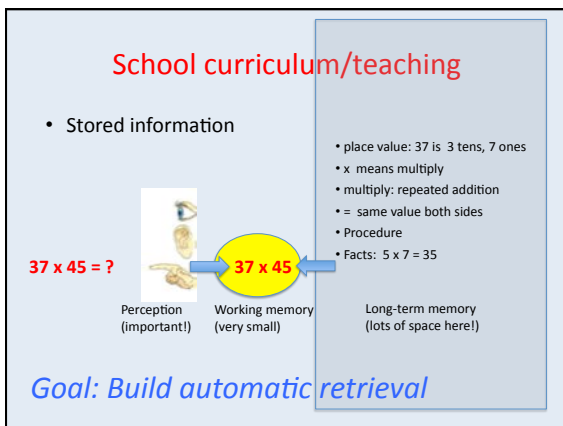 School curriculum/teaching
• Stored information
• place value: 37 is 3 tens, 7 ones
• x means multiply
• multiply: repeated addition
• = same value both sides
• Procedure
• Facts: 5 x 7 = 35
37 x 45 = ?
37 x 45
Perception
(important!)
Working memory
(very small)
Long-term memory
(lots of space here!)
Goal: Build automatic retrieval